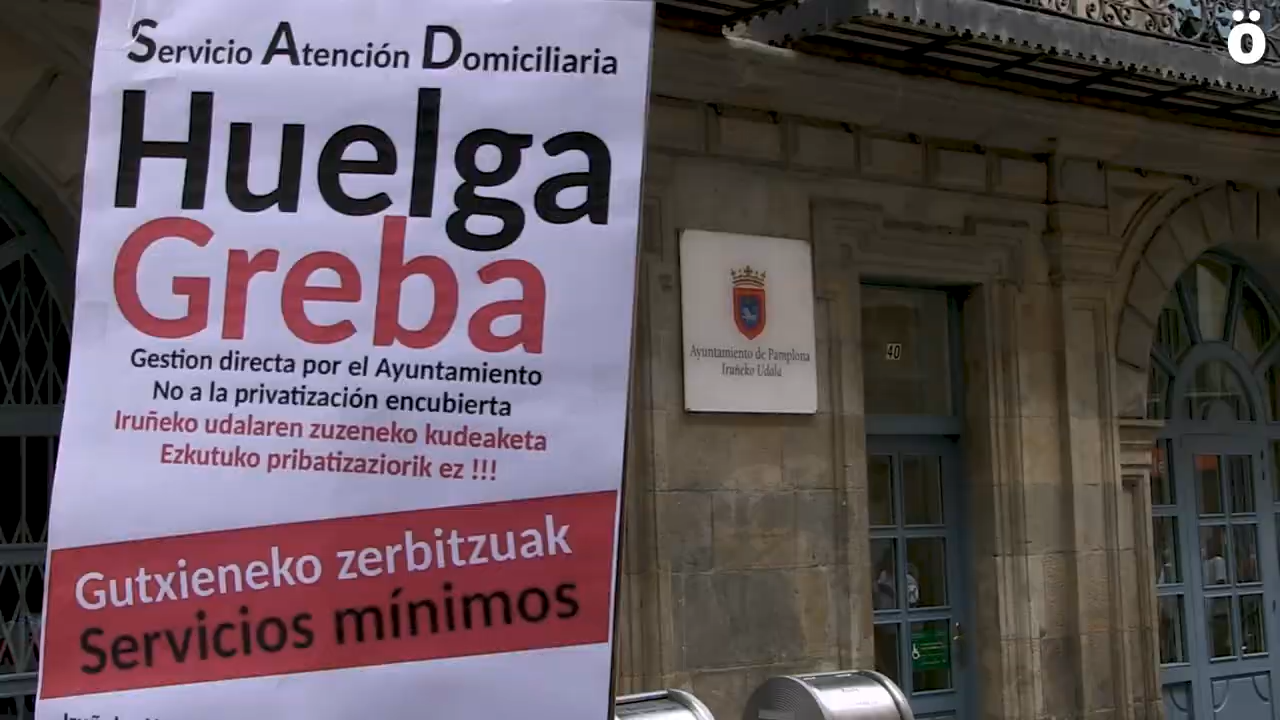 Servicio Atención Domiciliaria
Huelga
Greba
Gestion directa por el Ayuntamiento
No a la privatización encubierta
Iruñeko udalaren zuzeneko kudeaketa
Ezkutuko pribatizaziorik ez !!!
Gutxieneko zerbitzuak
Servicios mínimos
Ayuntamiento de Pamplona
Iruñeko Udala
40
ö